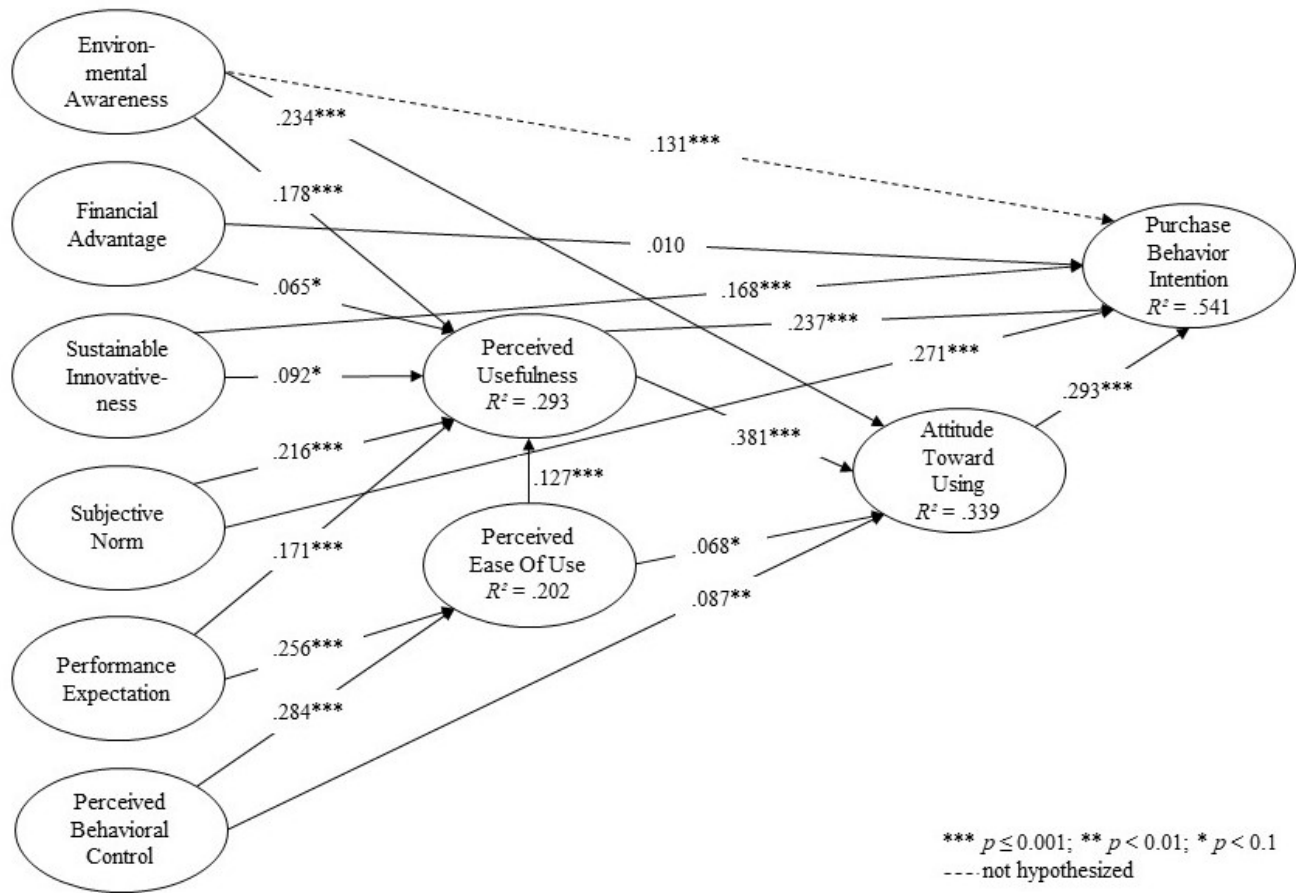 Environ-
mental
Awareness
.234***
.131***
.178***
Financial
Advantage
.010
Purchase
Behavior
Intention
R² = .541
.065*
.168***
Sustainable
Innovative-
ness
.092*
Perceived
Usefulness
R² = .293
.237***
.271***
.293***
.381***
Attitude
Toward
Using
R² = .339
.216***
.127***
Subjective
Norm
.171***
Perceived
Ease Of Use
R² = .202
.068*
.087**
Performance
Expectation
.256***
.284***
Perceived
Behavioral
Control
*** p ≤ 0.001; ** p < 0.01; * p < 0.1
---- not hypothesized